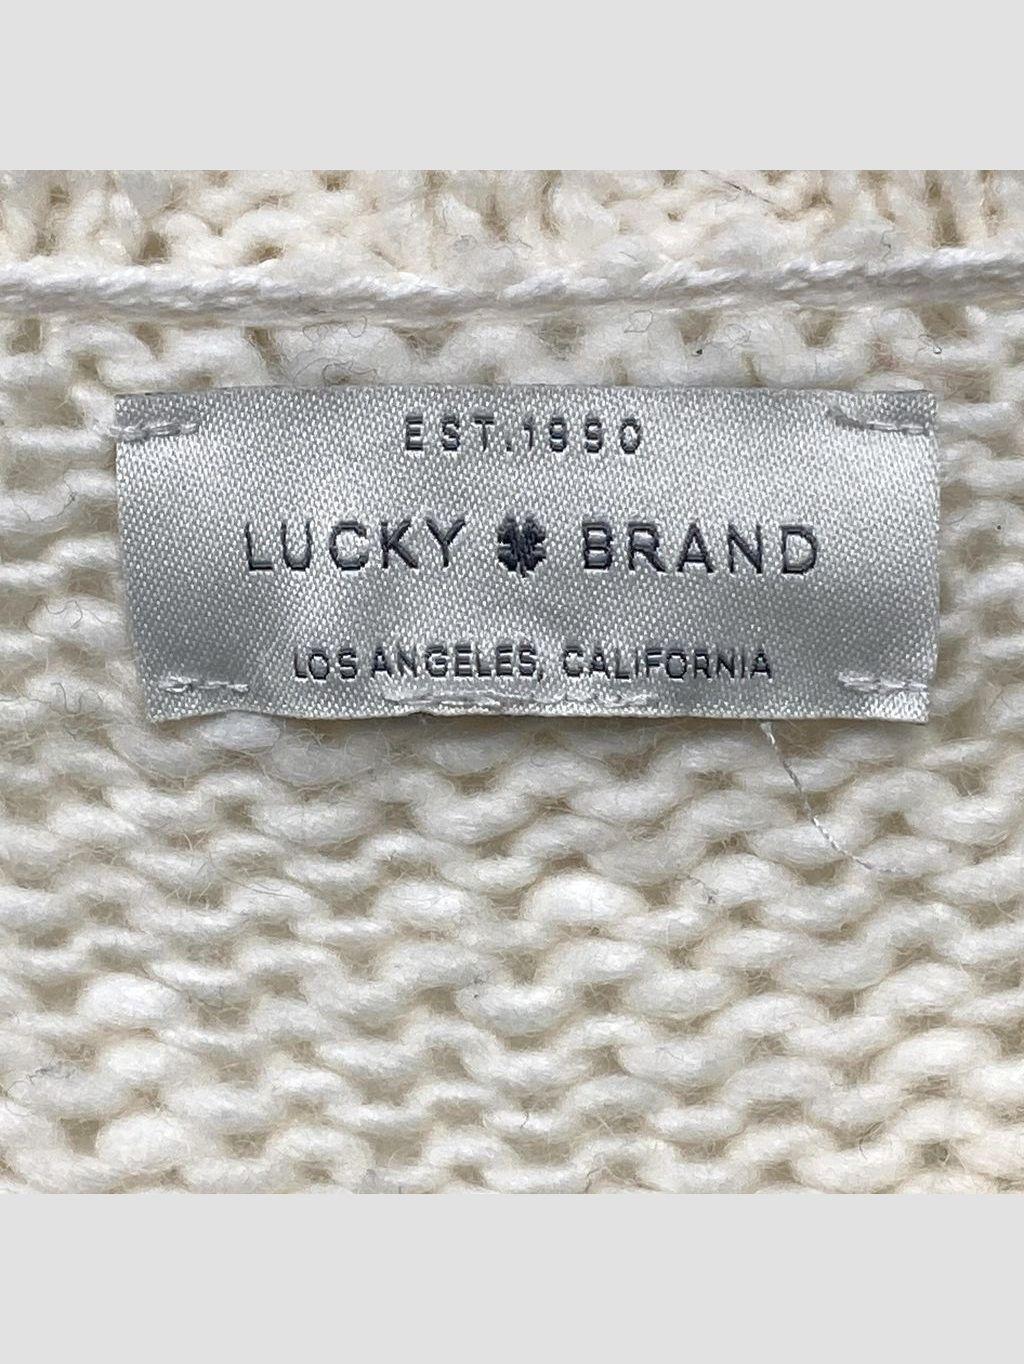 EST.1990
LUCKY BRAND
LOS ANGELES, CALIFORNIA